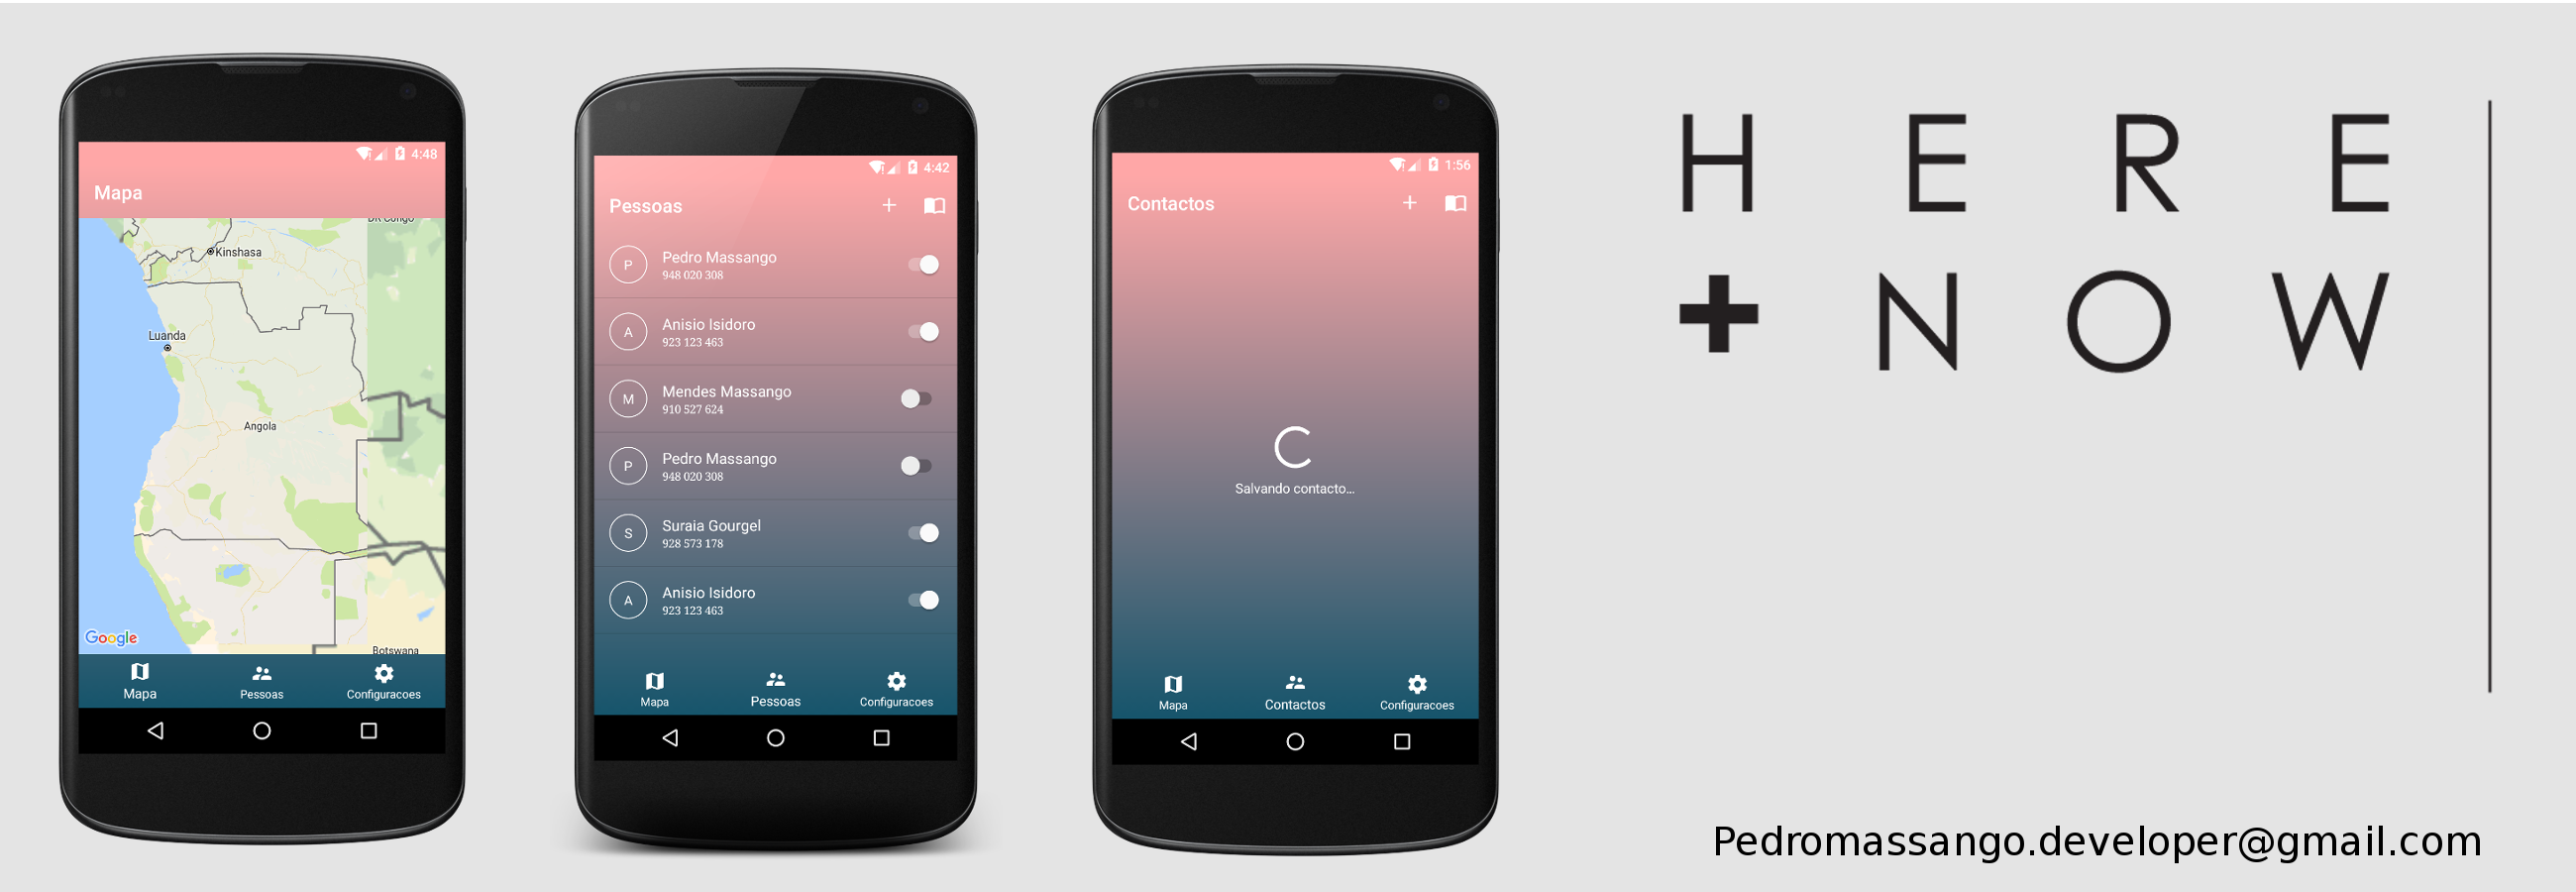 4:48
Mapa
DR Congo
Kinshasa
Luanda
Angola
Botswana
Google
Mapa
Pessoas
Configuracoes
4:42
Pessoas
P
Pedro Massango
948 020 308
A
Anisio Isidoro
923 123 463
M
Mendes Massango
910 527 624
P
Pedro Massango
948 020 308
S
Suraia Gourgel
928 573 178
A
Anisio Isidoro
923 123 463
Mapa
Pessoas
Configuracoes
1:56
Contactos
Salvando contacto...
Mapa
Contactos
Configuracoes
HERE
+NOW
Pedromassango.developer@gmail.com